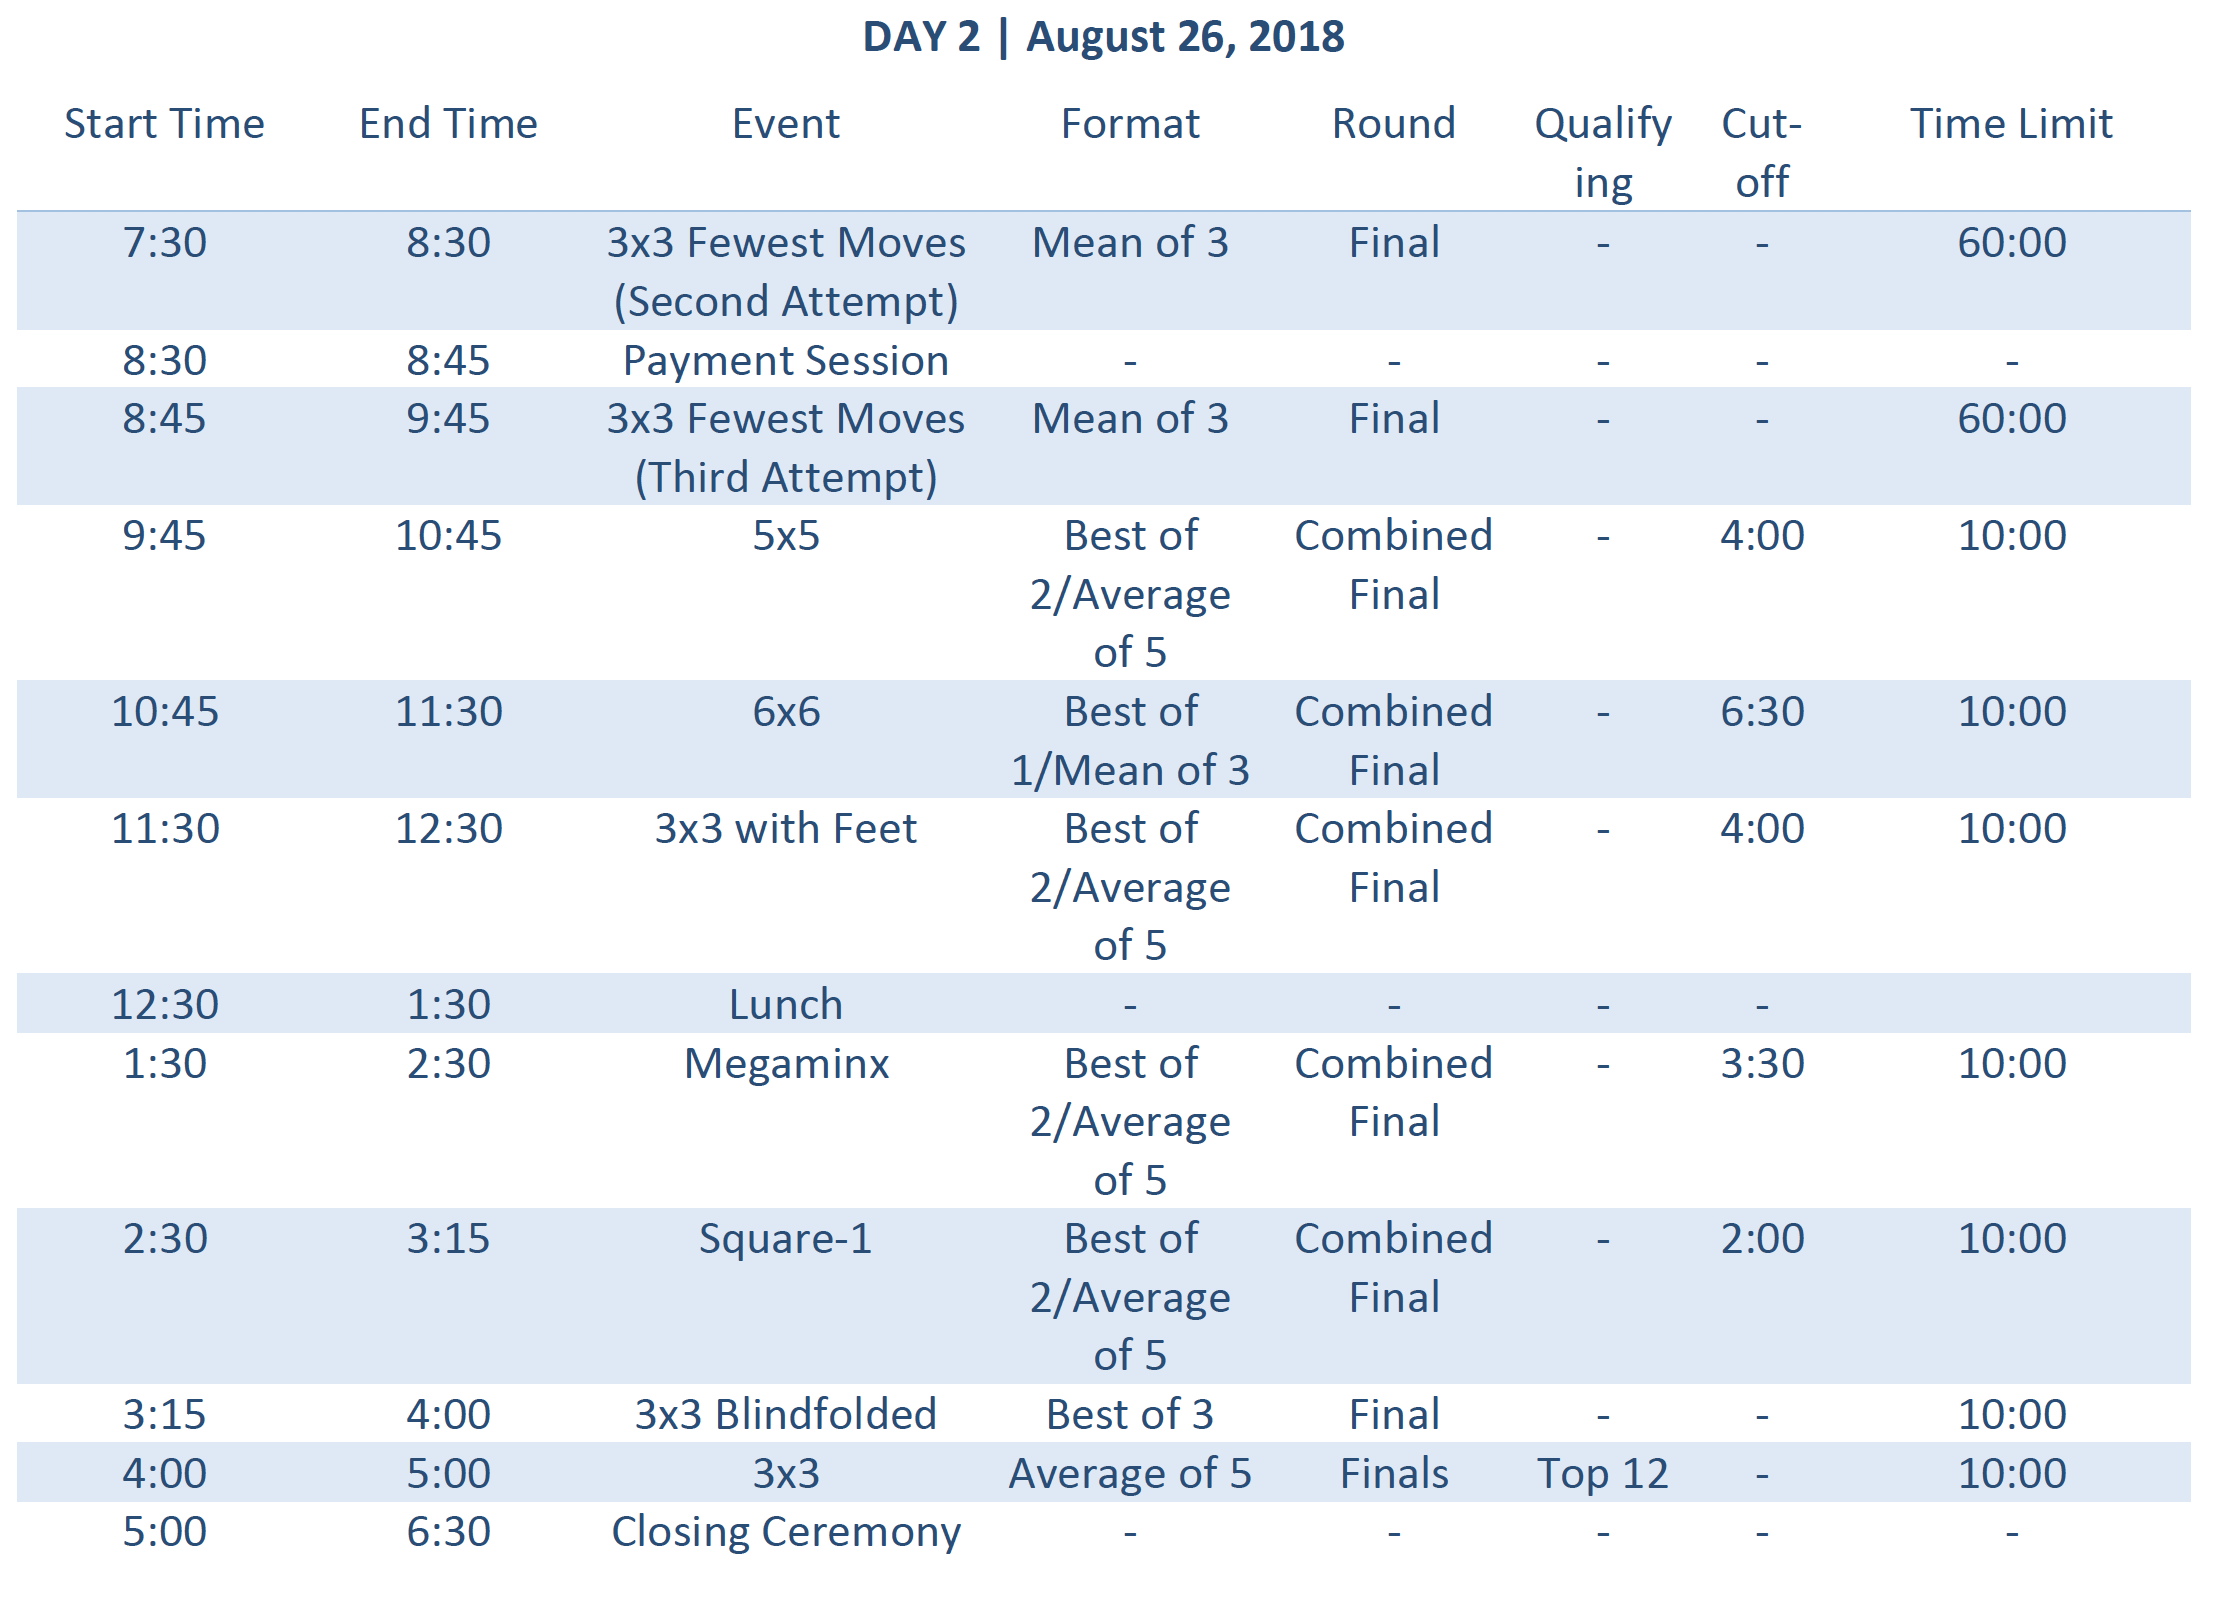 DAY 2 | August 26, 2018
Start Time End Time Event Format Round Qualify Cut- Time Limit
ing off
7:30 8:30 3x3 Fewest Moves Mean of 3 Final - - 60:00
(Second Attempt)
8:30 8:45 Payment Session - - - - -
8:45 9:45 3x3 Fewest Moves Mean of 3 Final - - 60:00
(Third Attempt)
9:45 10:45 5x5 Best of Combined - 4:00 10:00
2/Average Final
of 5
10:45 11:30 6x6 Best of Combined - 6:30 10:00
1/Mean of 3 Final
11:30 12:30 3x3 with Feet Best of Combined - 4:00 10:00
2/Average Final
of 5
12:30 1:30 Lunch - - - -
1:30 2:30 Megaminx Best of Combined - 3:30 10:00
2/Average Final
of 5
2:30 3:15 Square-1 Best of Combined - 2:00 10:00
2/Average Final
of 5
3:15 4:00 3x3 Blindfolded Best of 3 Final - - 10:00
4:00 5:00 3x3 Average of 5 Finals Top 12 - 10:00
5:00 6:30 Closing Ceremony - - - - -